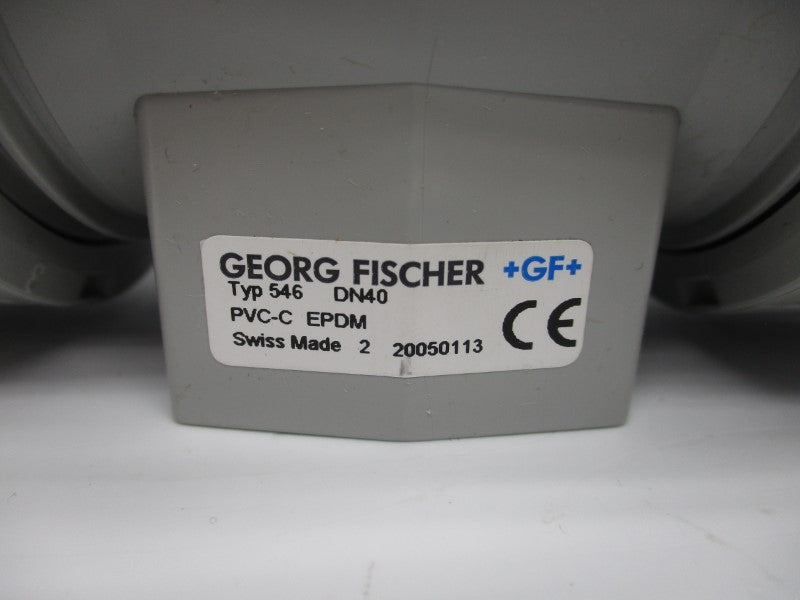 GEORG FISCHER +GF+
Typ 546 DN40
PVC-C EPDM
Swiss Made 2 20050113 CE